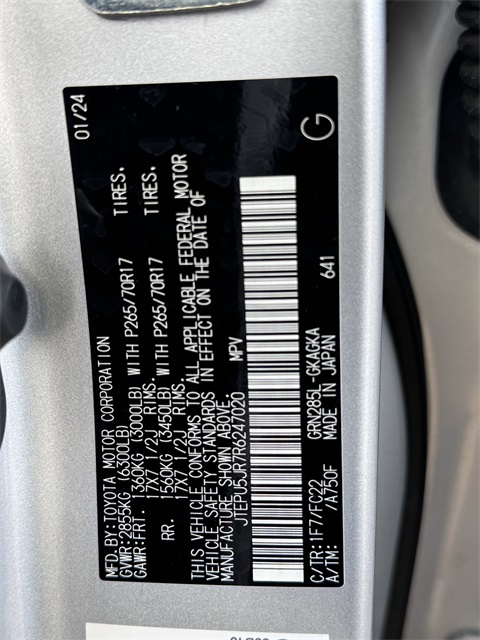 MFD.BY:TOYOTA MOTOR CORPORATION 01/24
GVWR:2855KG (6300LB)
GAWR:FRT. 1360KG (3000LB) WITH P265/70R17 TIRES.
17X7 1/2J RIMS.
RR. 1560KG (3450LB) WITH P265/70R17 TIRES.
17X7 1/2J RIMS.
THIS VEHICLE CONFORMS TO ALL APPLICABLE FEDERAL MOTOR
VEHICLE SAFETY STANDARDS IN EFFECT ON THE DATE OF
MANUFACTURE SHOWN ABOVE.
JTEPU5JR7R6247020 MPV
GRN285L-GKAGKA 641 G
C/TR:1F7/FC22 MADE IN JAPAN
A/TM: /A750F